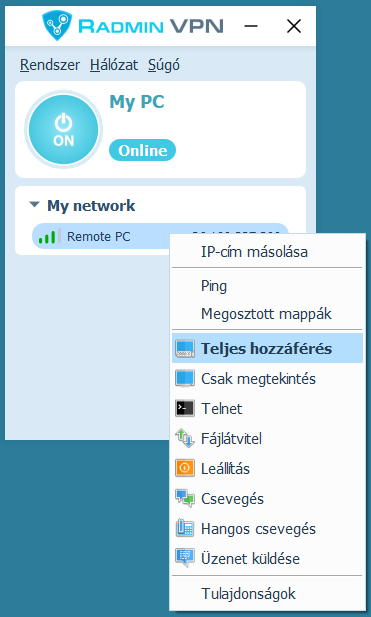 RADMIN VPN
Rendszer Hálózat Súgó
My PC
ON
Online
My network
Remote PC
IP-cím másolása
Ping
Megosztott mappák
Teljes hozzáférés
Csak megtekintés
Telnet
Fájlátvitel
Leállítás
Csevegés
Hangos csevegés
Üzenet küldése
Tulajdonságok